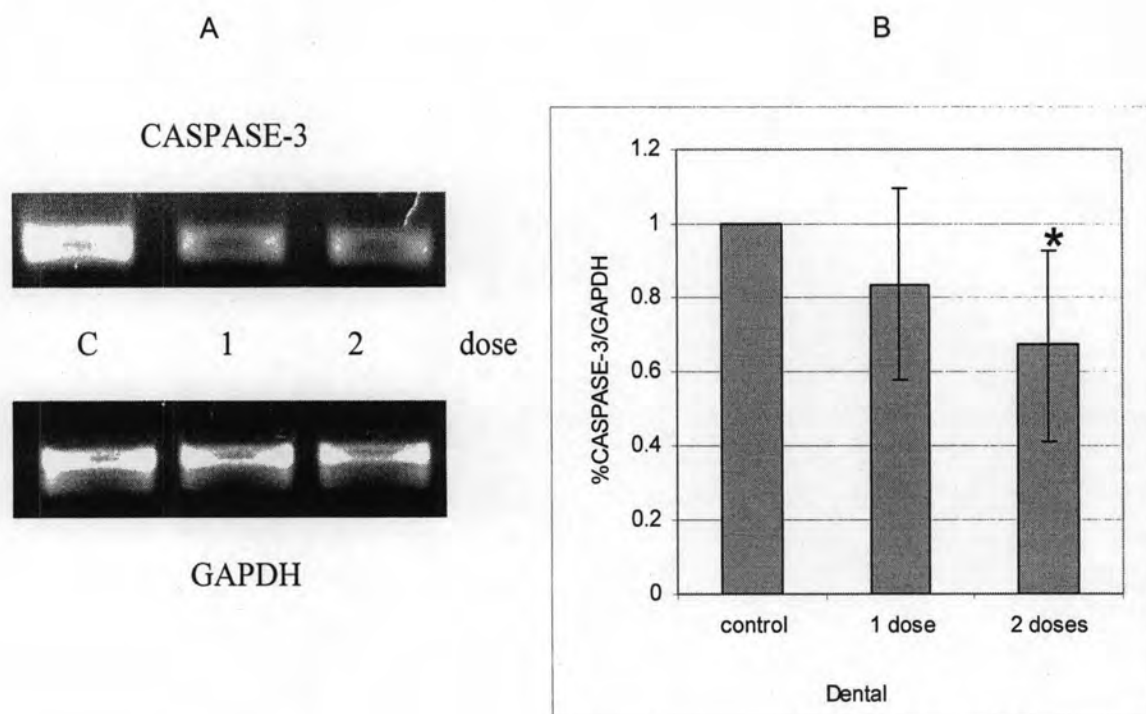 A
CASPASE-3
C 1 2 dose
GAPDH
B
%CASPASE-3/GAPDH
1.2
1
0.8
0.6
0.4
0.2
0
*
control 1 dose 2 doses
Dental